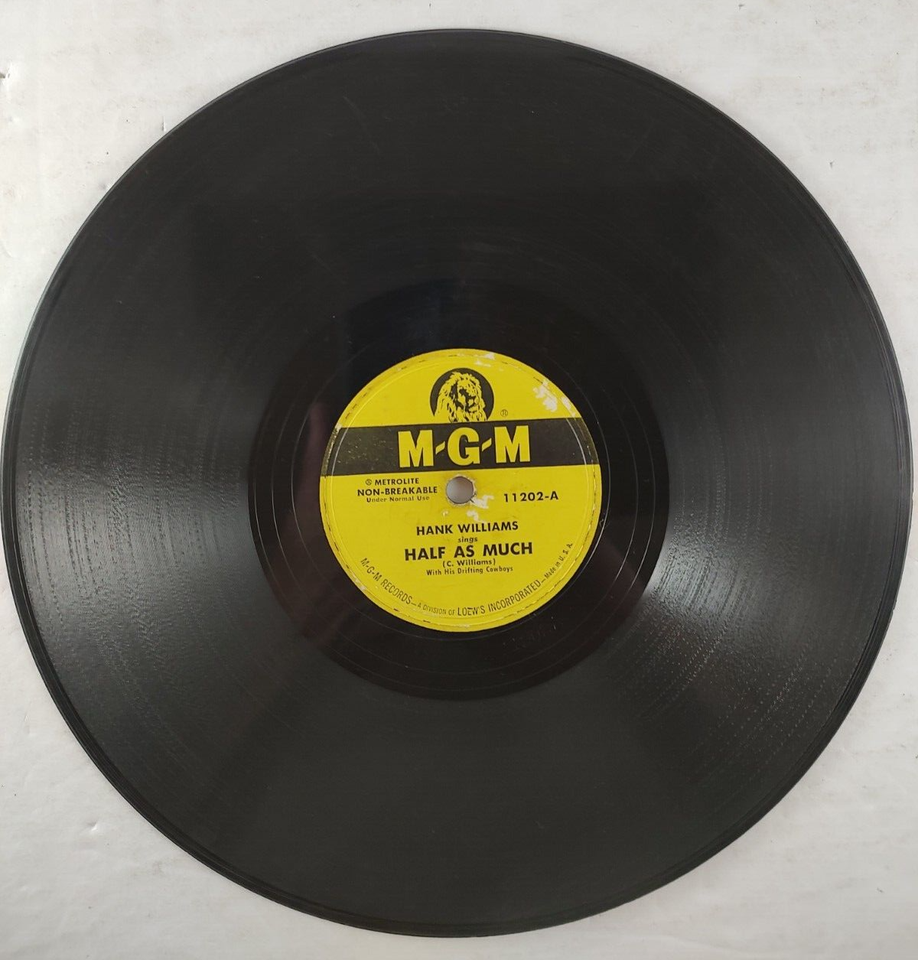 ®
M-G-M
® METROLITE
NON-BREAKABLE
Under Normal Use
11202-A
HANK WILLIAMS
sings
HALF AS MUCH
(C. Williams)
With His Drifting Cowboys
M-G-M RECORDS—A DIVISION OF LOEW'S INCORPORATED—Made in U. S. A.